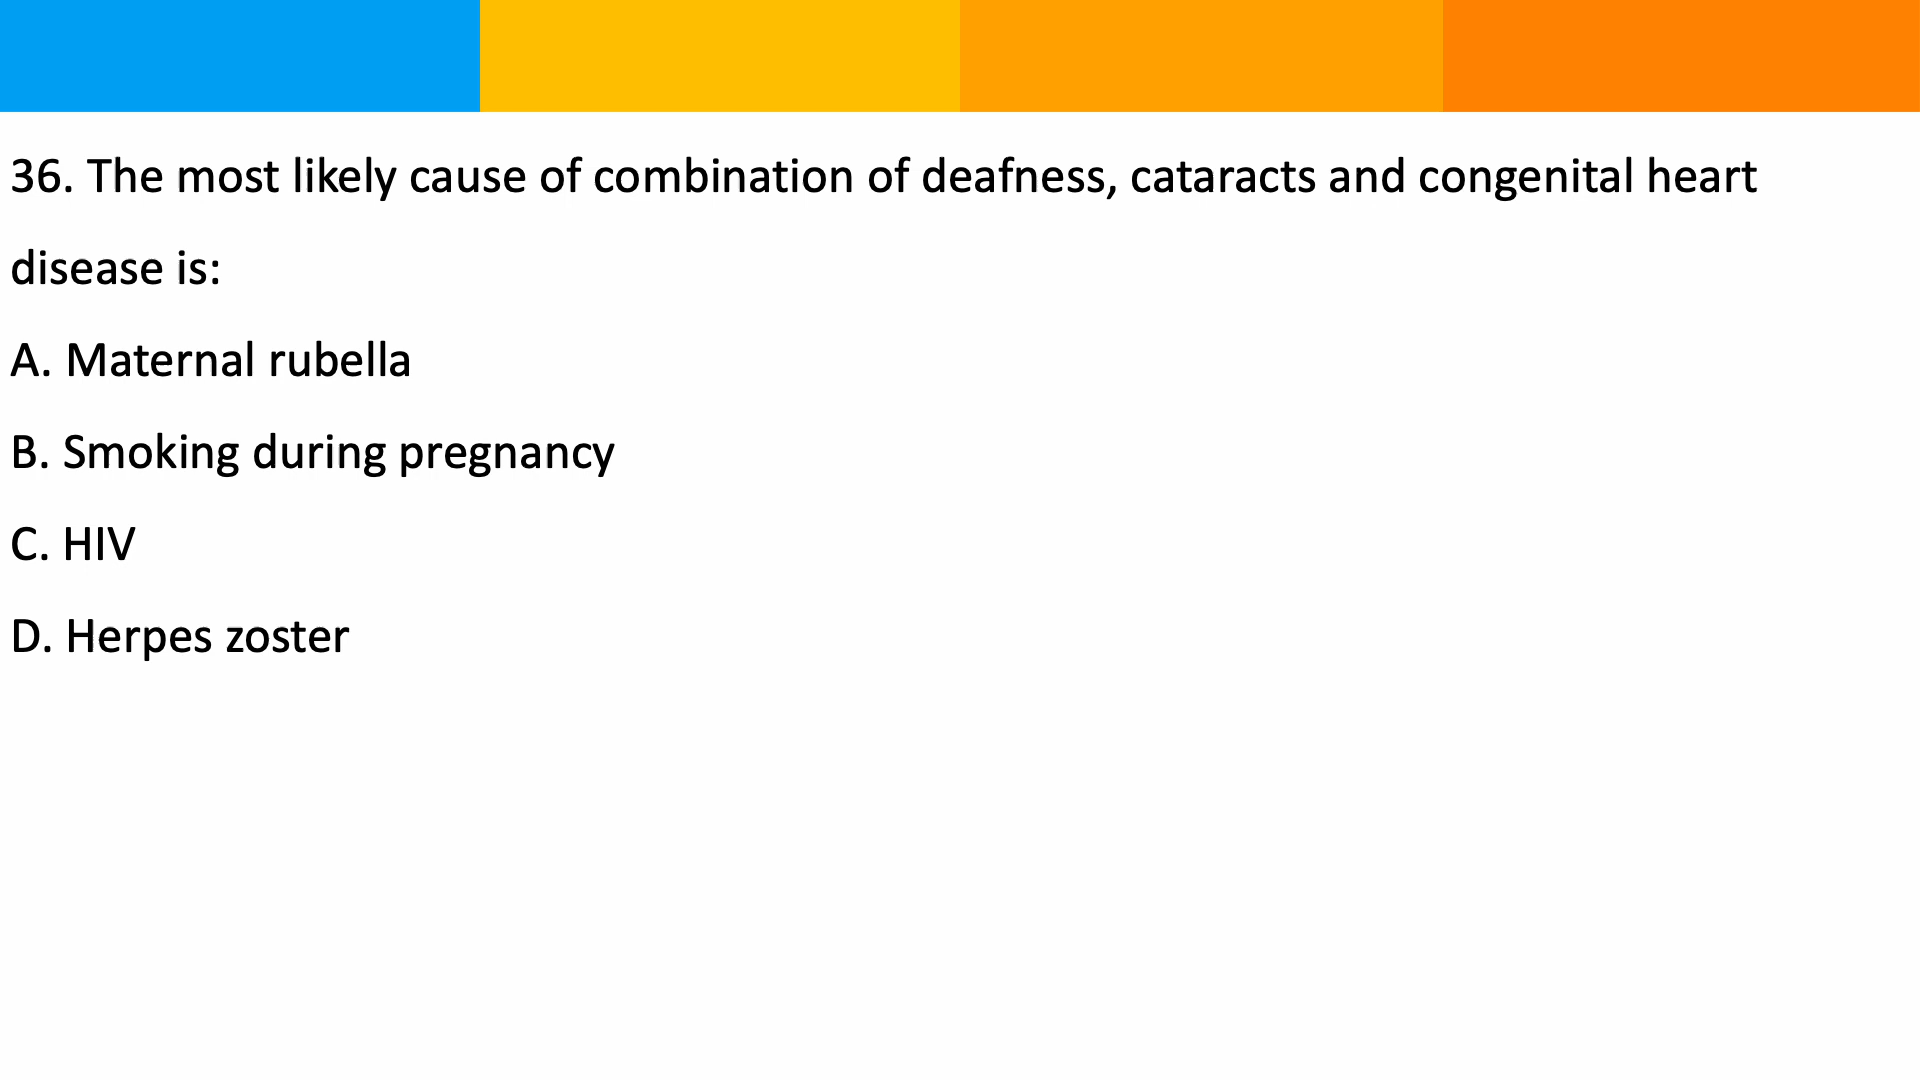 36. The most likely cause of combination of deafness, cataracts and congenital heart
disease is:
A. Maternal rubella
B. Smoking during pregnancy
C. HIV
D. Herpes zoster